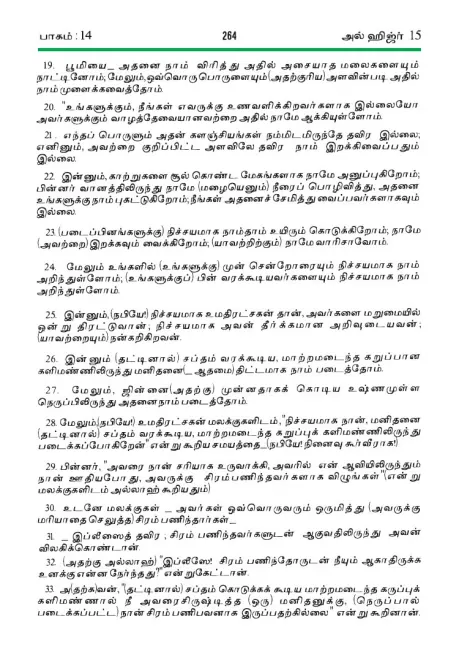 பாகம் : 14 264 அல் ஹிஜ்ர் 15
19. பூமியை_ அதனை நாம் விரித்து அதில் அசையாத மலைகளையும்
நாட்டினோம்; மேலும், ஒவ்வொரு பொருளையும் (அதற்குரிய) அளவின்படி அதில்
நாம் முளைக்கவைத்தோம்.
20. "உங்களுக்கும், நீங்கள் எவருக்கு உணவளிக்கிறவர்களாக இல்லையோ
அவர்களுக்கும் வாழத்தேவையானவற்றை அதில் நாமே ஆக்கியுள்ளோம்.
21. எந்தப் பொருளும் அதன் களஞ்சியங்கள் நம்மிடமிருந்தே தவிர இல்லை;
எனினும், அவற்றை குறிப்பிட்ட அளவிலே தவிர நாம் இறக்கிவைப்பதும்
இல்லை.
22. இன்னும், காற்றுகளை சூல் கொண்ட மேகங்களாக நாமே அனுப்புகிறோம்;
பின்னர் வானத்திலிருந்து நாமே (மழையெனும்) நீரைப் பொழிவித்து, அதனை
உங்களுக்கு நாம் புகட்டுகிறோம்; நீங்கள் அதனைச் சேமித்து வைப்பவர்களாகவும்
இல்லை.
23. (படைப்பினங்களுக்கு) நிச்சயமாக நாம்தாம் உயிரும் கொடுக்கிறோம்; நாமே
(அவற்றை) இறக்கவும் வைக்கிறோம்; (யாவற்றிற்கும்) நாமே வாரிசாவோம்.
24. மேலும் உங்களில் (உங்களுக்கு) முன் சென்றோரையும் நிச்சயமாக நாம்
அறிந்துள்ளோம்; (உங்களுக்குப்) பின் வரக்கூடியவர்களையும் நிச்சயமாக நாம்
அறிந்துள்ளோம்.
25. இன்னும், (நபியே!) நிச்சயமாக உமதிரட்சகன் தான், அவர்களை மறுமையில்
ஒன்று திரட்டுவான்; நிச்சயமாக அவன் தீர்க்கமான அறிவுடையவன்;
(யாவற்றையும்) நன்கறிகிறவன்.
26. இன்னும் (தட்டினால்) சப்தம் வரக்கூடிய, மாற்றமடைந்த கறுப்பான
களிமண்ணிலிருந்து மனிதனை(_ ஆதமை) திட்டமாக நாம் படைத்தோம்.
27. மேலும், ஜின்னை (அதற்கு) முன்னதாகக் கொடிய உஷ்ணமுள்ள
நெருப்பிலிருந்து அதனை நாம் படைத்தோம்.
28. மேலும், (நபியே!) உமதிரட்சகன் மலக்குகளிடம், "நிச்சயமாக நான், மனிதனை
(தட்டினால்) சப்தம் வரக்கூடிய, மாற்றமடைந்த கறுப்புக் களிமண்ணிலிருந்து
படைக்கப்போகிறேன்" என்று கூறிய சமயத்தை_ (நபியே! நினைவு கூர்வீராக!)
29. பின்னர், "அவரை நான் சரியாக உருவாக்கி, அவரில் என் ஆவியிலிருந்தும்
நான் ஊதியபோது, அவருக்கு சிரம்பணிந்தவர்களாக விழுங்கள்" (என்று
மலக்குகளிடம் அல்லாஹ் கூறியதும்)
30. உடனே மலக்குகள் _ அவர்கள் ஒவ்வொருவரும் ஒருமித்து (அவருக்கு
மரியாதை செலுத்த) சிரம் பணிந்தார்கள்_
31. _ இப்லீஸைத் தவிர, சிரம் பணிந்தவர்களுடன் ஆகுவதிலிருந்து அவன்
விலகிக்கொண்டான்.
32. (அதற்கு அல்லாஹ்) "இப்லீஸே! சிரம் பணிந்தோருடன் நீயும் ஆகாதிருக்க
உனக்கு என்ன நேர்ந்தது?" என்று கேட்டான்.
33. அ(தற்க)வன், "(தட்டினால்) சப்தம் கொடுக்கக் கூடிய மாற்றமடைந்த கருப்புக்
களிமண்ணால் நீ அவரை சிருஷ்டித்த (ஒரு) மனிதனுக்கு, (நெருப்பால்
படைக்கப்பட்ட) நான் சிரம் பணிபவனாக இருப்பதற்கில்லை" என்று கூறினான்.